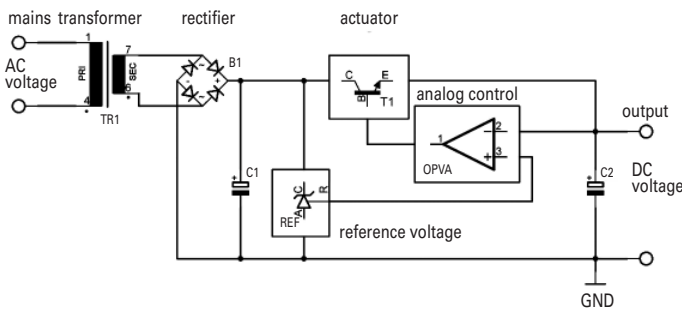 mains transformer
rectifier
actuator
AC
voltage
1
PRI
4
7
SEC
6
TR1
~
B1
-
+
~
C
E
B
T1
analog control
1
2
-
3
+
OPVA
output
+
C1
C
R
A
REF
reference voltage
+
C2
DC
voltage
GND